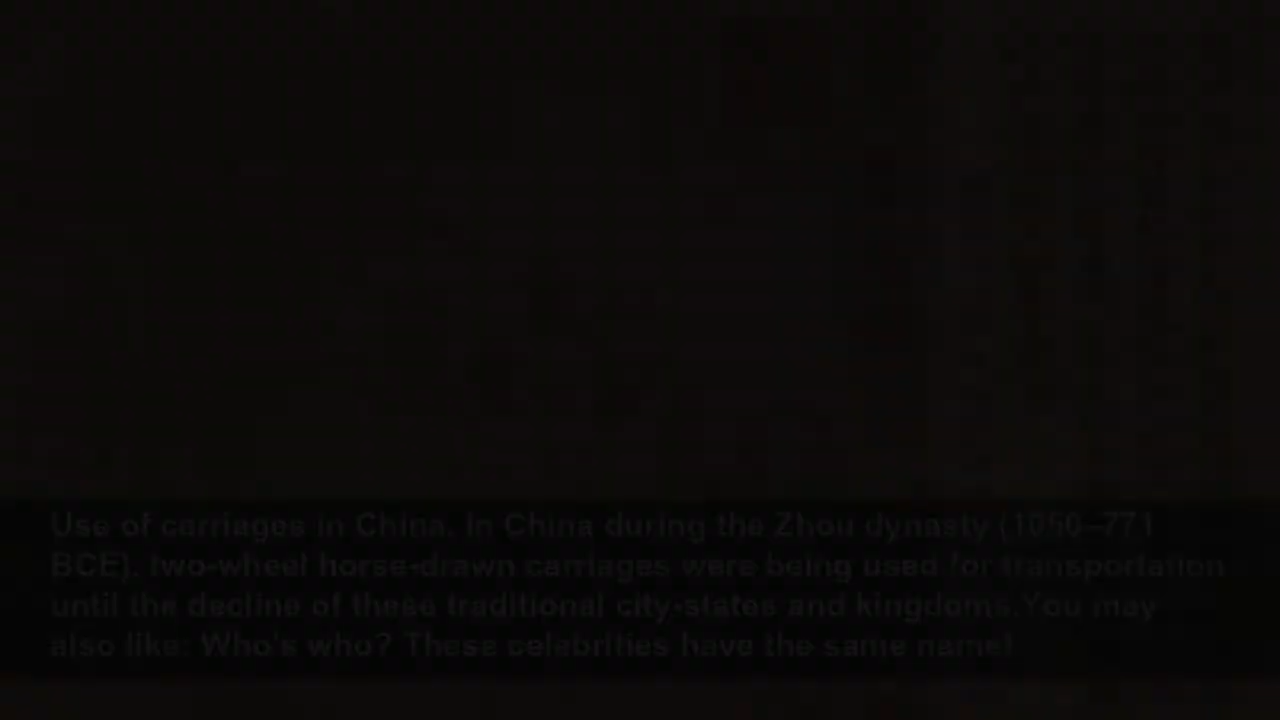 Use of carriages in China. In China during the Zhou dynasty (1050–771
BCE), two-wheel horse-drawn carriages were being used for transportation
until the decline of these traditional city-states and kingdoms.You may
also like: Who's who? These celebrities have the same name!